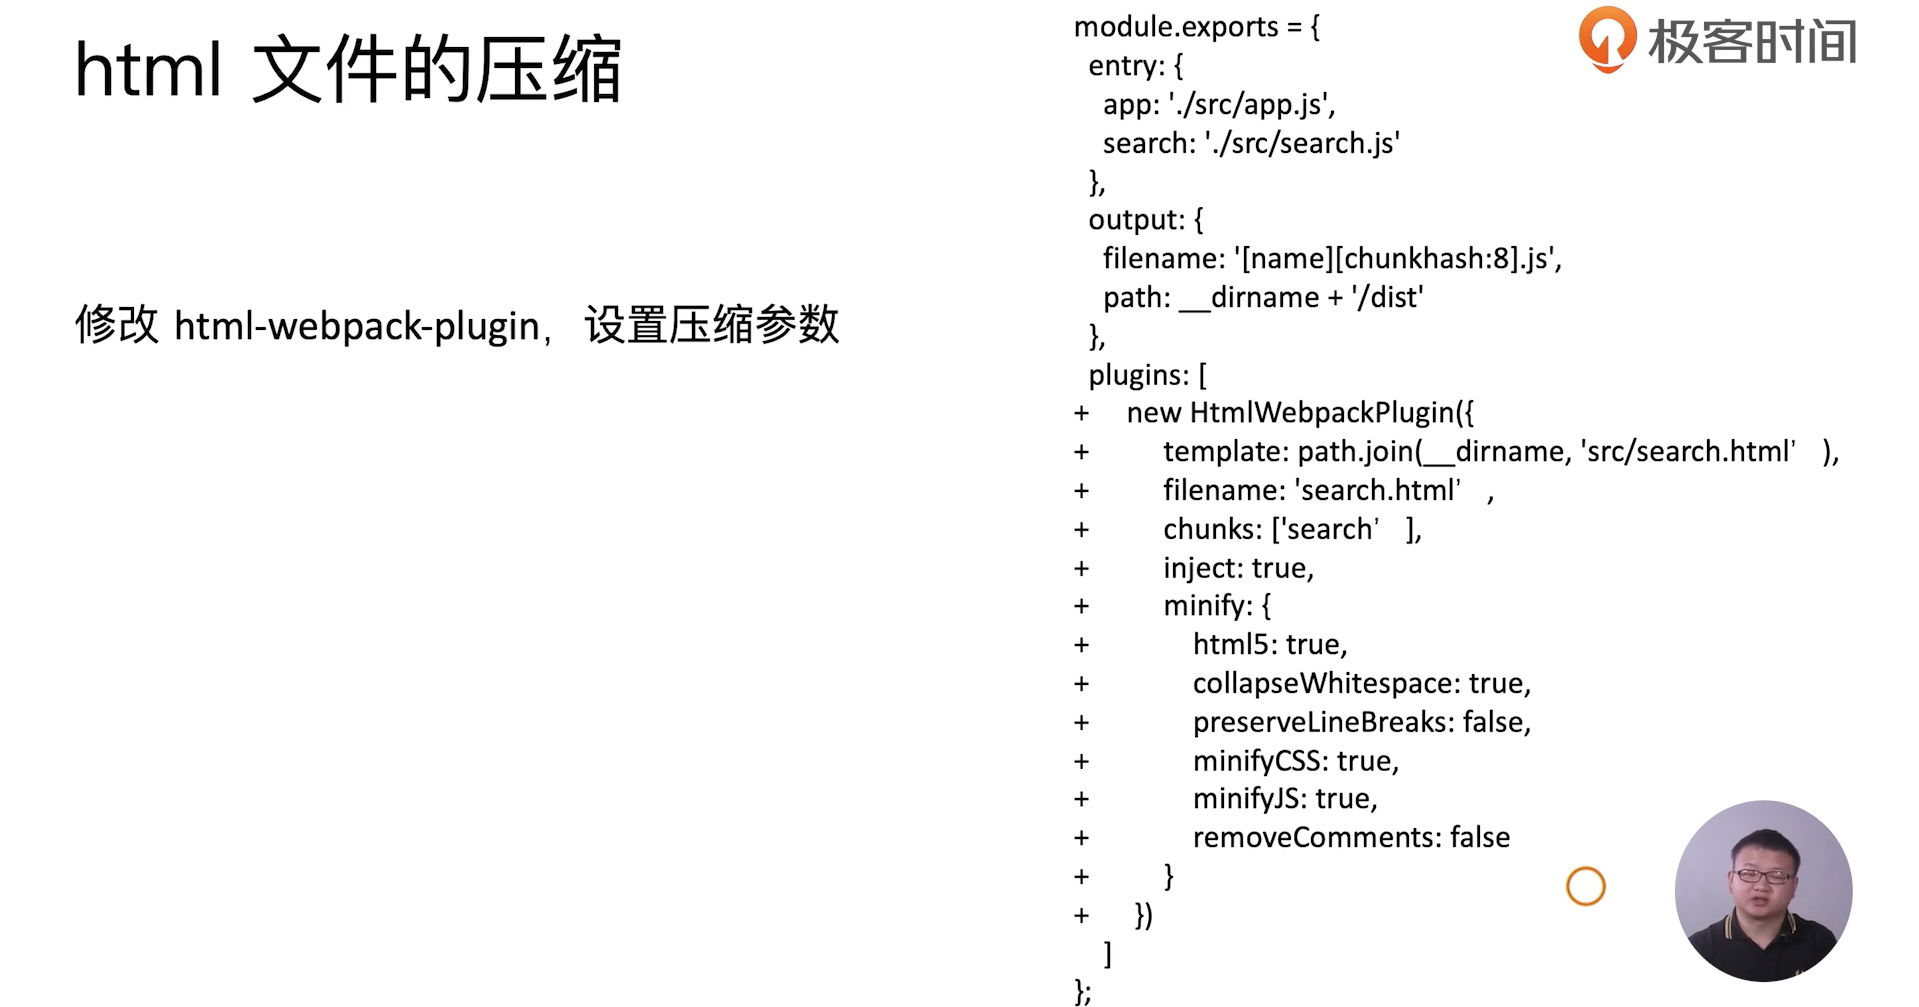 html 文件的压缩
极客时间
修改 html-webpack-plugin，设置压缩参数
module.exports = {
  entry: {
    app: './src/app.js',
    search: './src/search.js'
  },
  output: {
    filename: '[name][chunkhash:8].js',
    path: __dirname + '/dist'
  },
  plugins: [
+    new HtmlWebpackPlugin({
+        template: path.join(__dirname, 'src/search.html’ ),
+        filename: 'search.html’ ,
+        chunks: ['search’ ],
+        inject: true,
+        minify: {
+            html5: true,
+            collapseWhitespace: true,
+            preserveLineBreaks: false,
+            minifyCSS: true,
+            minifyJS: true,
+            removeComments: false
+        }
+    })
  ]
};